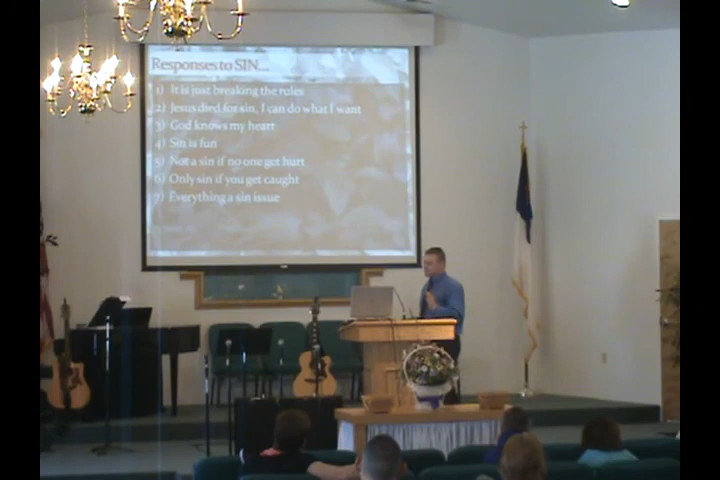 Responses to SIN....
1) It is just breaking the rules
2) Jesus died for sin, I can do what I want
3) God knows my heart
4) Sin is fun
5) Not a sin if no one get hurt
6) Only sin if you get caught
7) Everything a sin issue